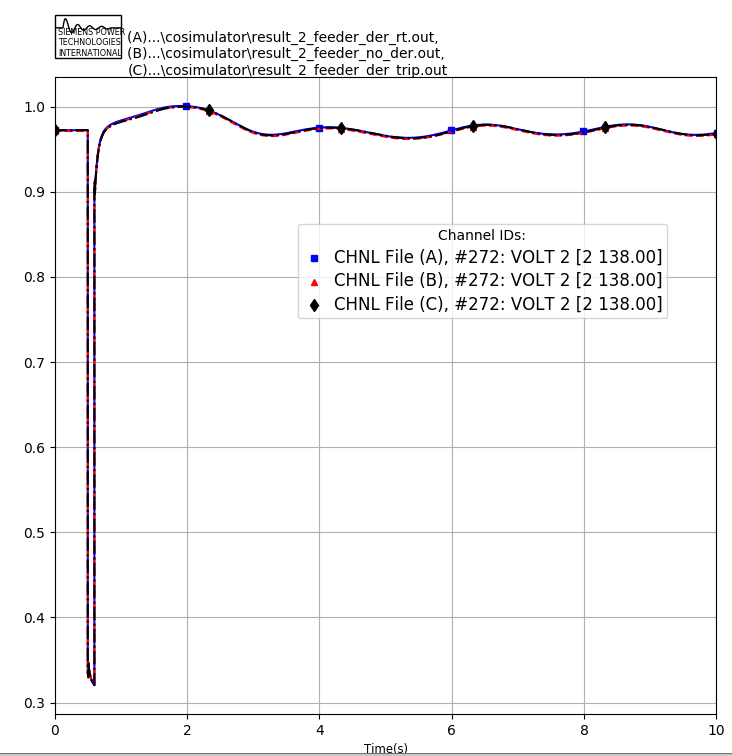 SIEMENS POWER
TECHNOLOGIES
INTERNATIONAL
(A)...\cosimulator\result_2_feeder_der_rt.out,
(B)...\cosimulator\result_2_feeder_no_der.out,
(C)...\cosimulator\result_2_feeder_der_trip.out
1.0
0.9
Channel IDs:
CHNL File (A), #272: VOLT 2 [2 138.00]
0.8
CHNL File (B), #272: VOLT 2 [2 138.00]
CHNL File (C), #272: VOLT 2 [2 138.00]
0.7
0.6
0.5
0.4
0.3
0 2 4 6 8 10
Time(s)